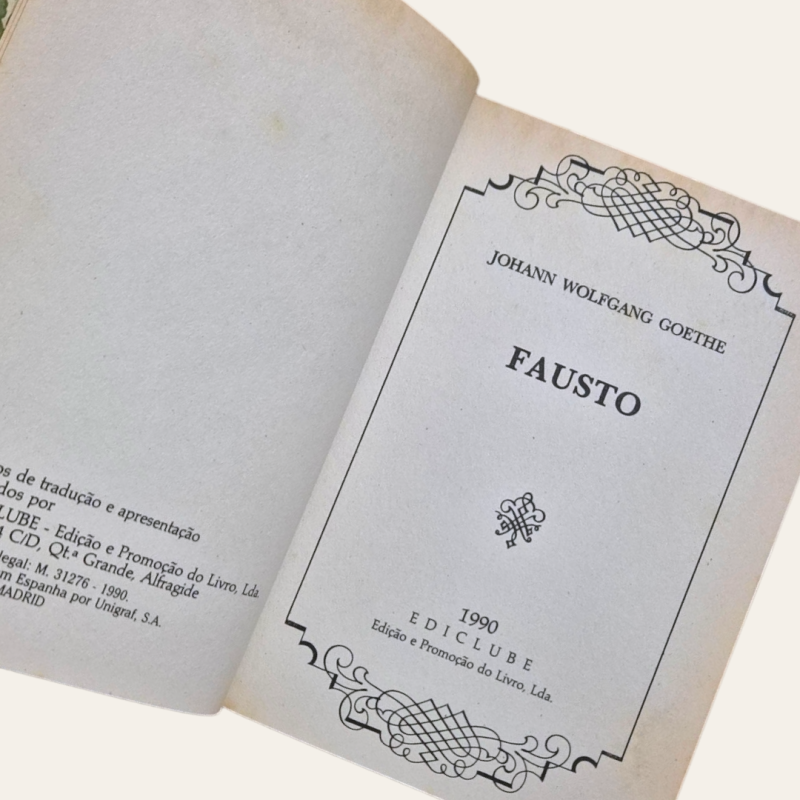 de tradução e apresentação
por
Edição e Promoção do Livro, Lda.
C/D, Qt.ª Grande, Alfragide
legal: M. 31276 - 1990.
Espanha por Unigraf, S.A.
MADRID
JOHANN WOLFGANG GOETHE
FAUSTO
1990
EDICLUBE
Edição e Promoção do Livro, Lda.